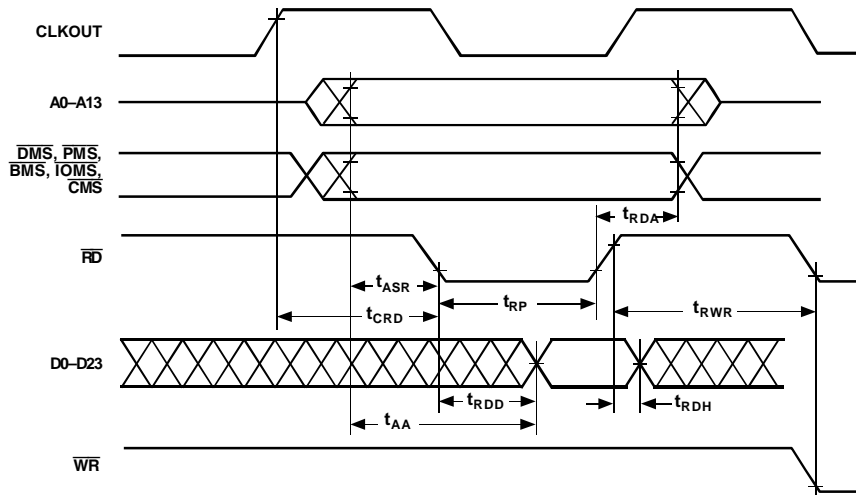 CLKOUT
A0–A13
DMS, PMS,
BMS, IOMS,
CMS
tRDA
RD
tASR
tRP
tCRD
tRWR
D0–D23
tRDD
tRDH
tAA
WR